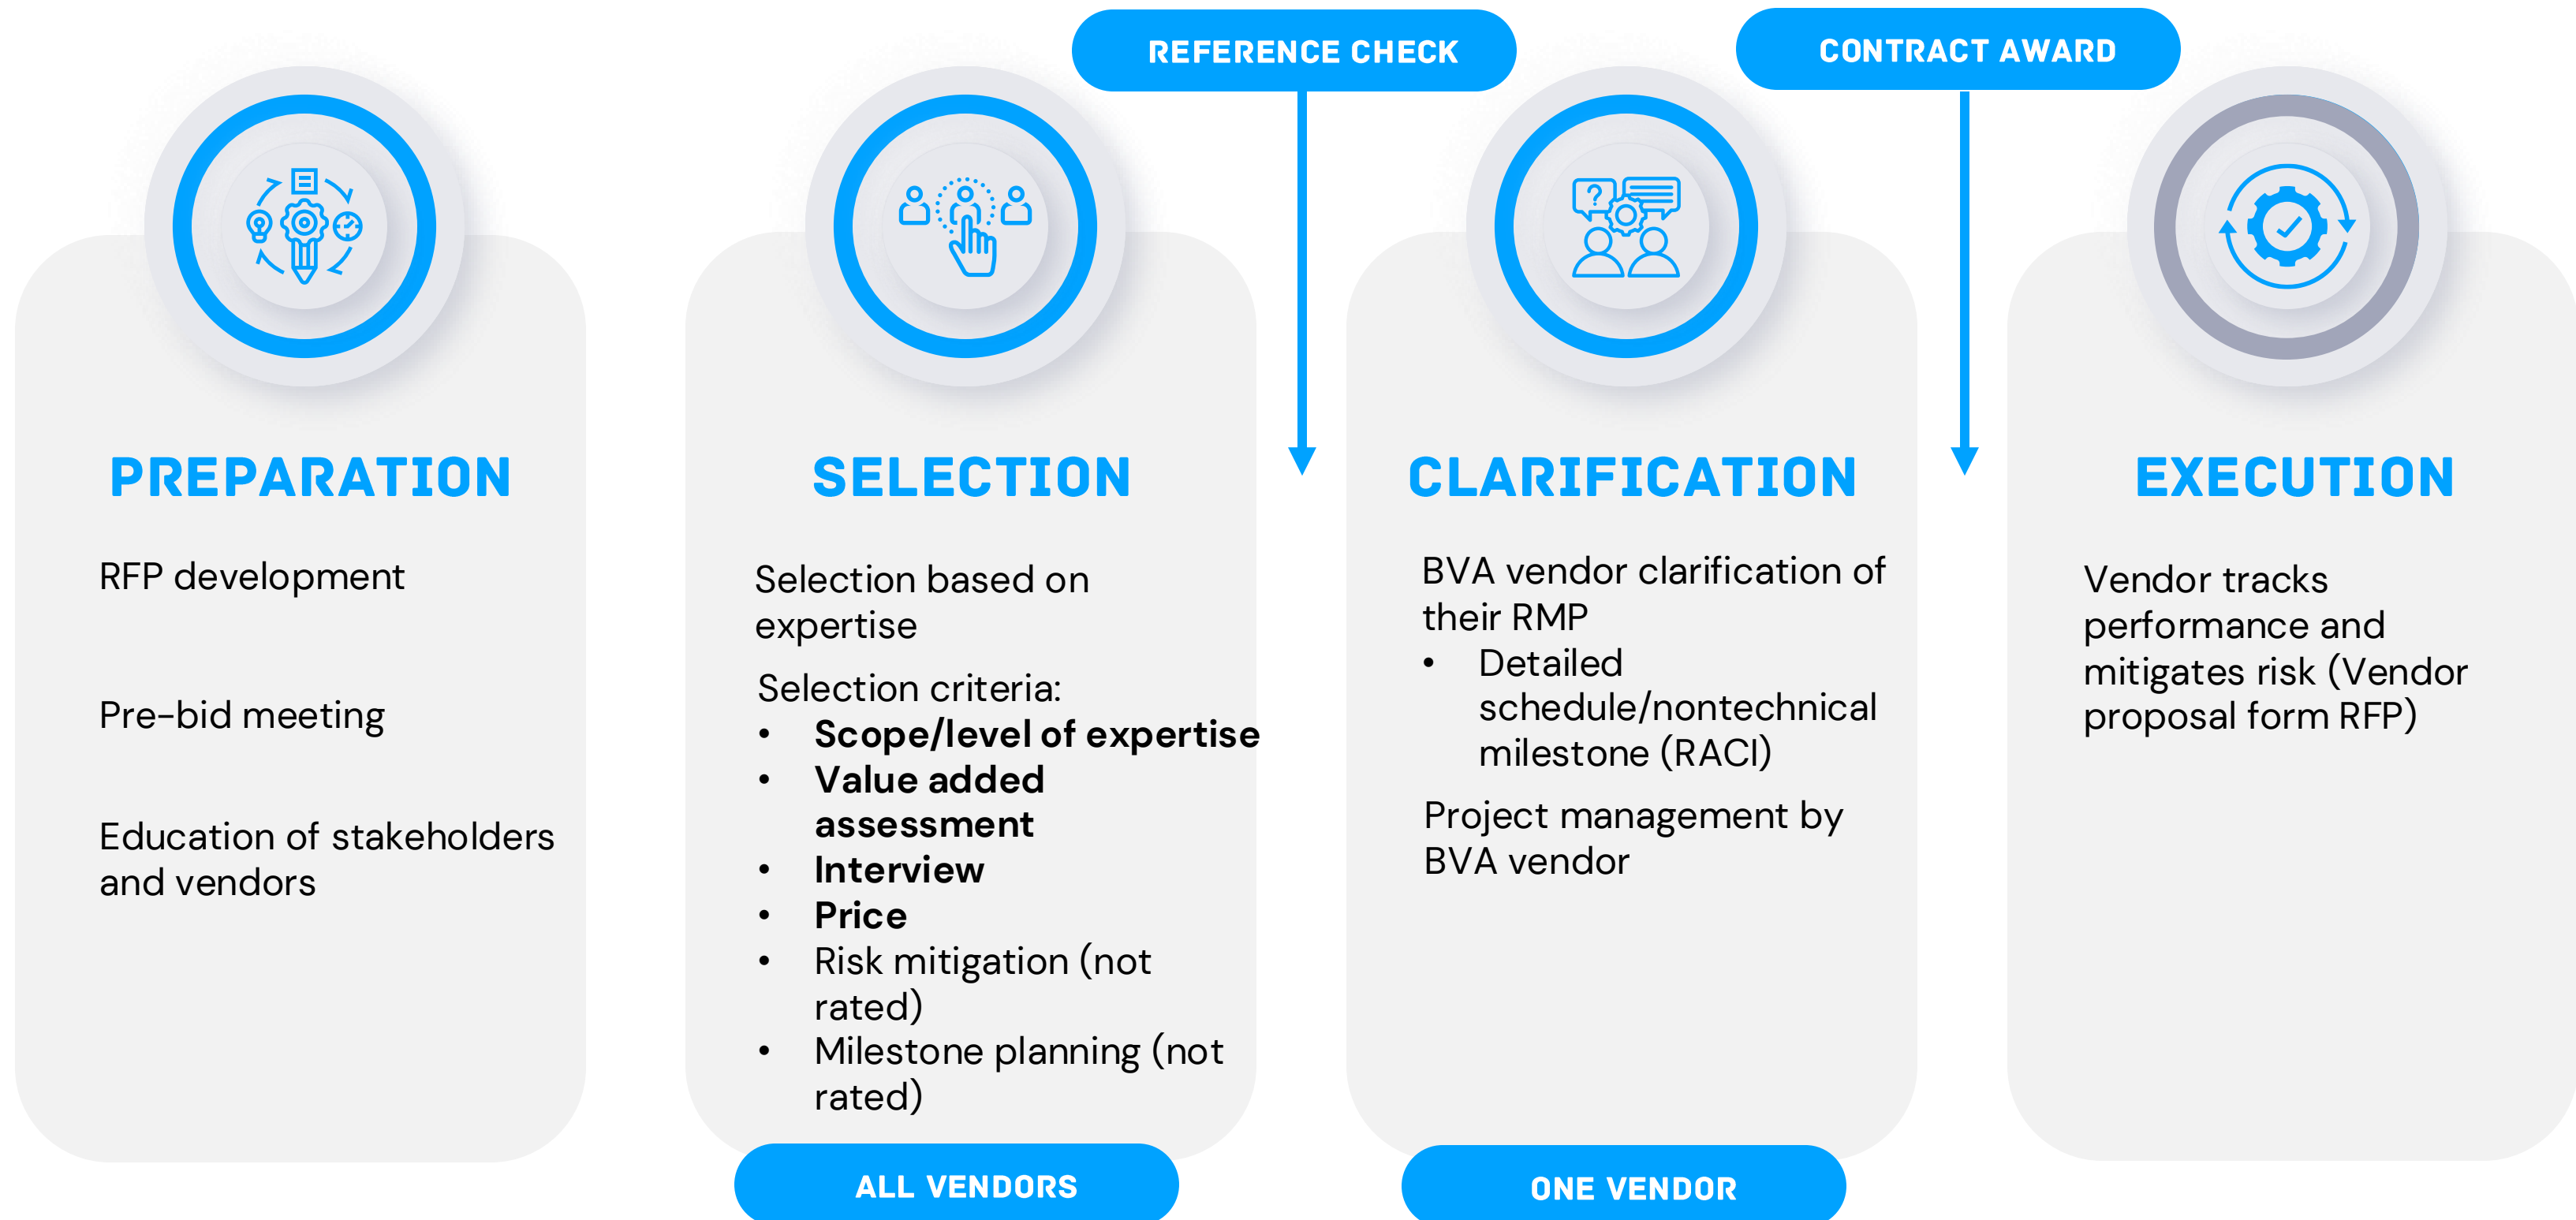 REFERENCE CHECK
CONTRACT AWARD
PREPARATION
RFP development
Pre-bid meeting
Education of stakeholders
and vendors
SELECTION
Selection based on
expertise
Selection criteria:
• Scope/level of expertise
• Value added
assessment
• Interview
• Price
• Risk mitigation (not
rated)
• Milestone planning (not
rated)
ALL VENDORS
CLARIFICATION
BVA vendor clarification of
their RMP
• Detailed
schedule/nontechnical
milestone (RACI)
Project management by
BVA vendor
ONE VENDOR
EXECUTION
Vendor tracks
performance and
mitigates risk (Vendor
proposal form RFP)